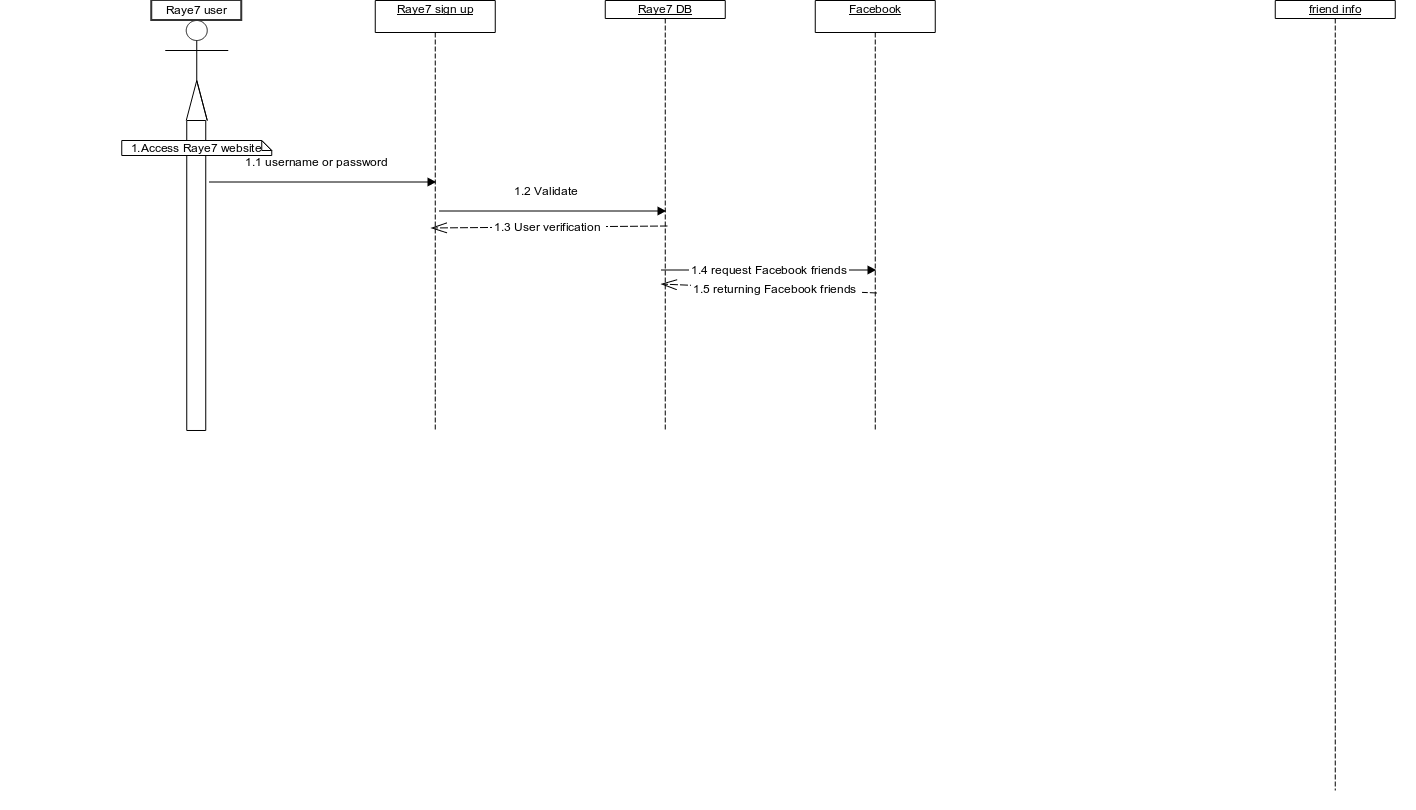 Raye7 user
Raye7 sign up
Raye7 DB
Facebook
friend info
1.Access Raye7 website
1.1 username or password
1.2 Validate
1.3 User verification
1.4 request Facebook friends
1.5 returning Facebook friends